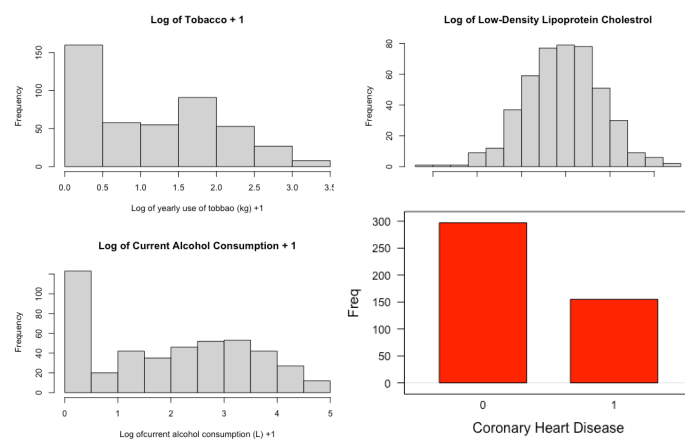 Log of Tobacco + 1
Frequency
0
50
100
150
0.0 0.5 1.0 1.5 2.0 2.5 3.0 3.5
Log of yearly use of tobbao (kg) +1
Log of Low-Density Lipoprotein Cholestrol
Frequency
0
20
40
60
80
Log of Current Alcohol Consumption + 1
Frequency
0
20
40
60
80
100
0 1 2 3 4 5
Log ofcurrent alcohol consumption (L) +1
Freq
300
250
200
150
100
50
0
0 1
Coronary Heart Disease